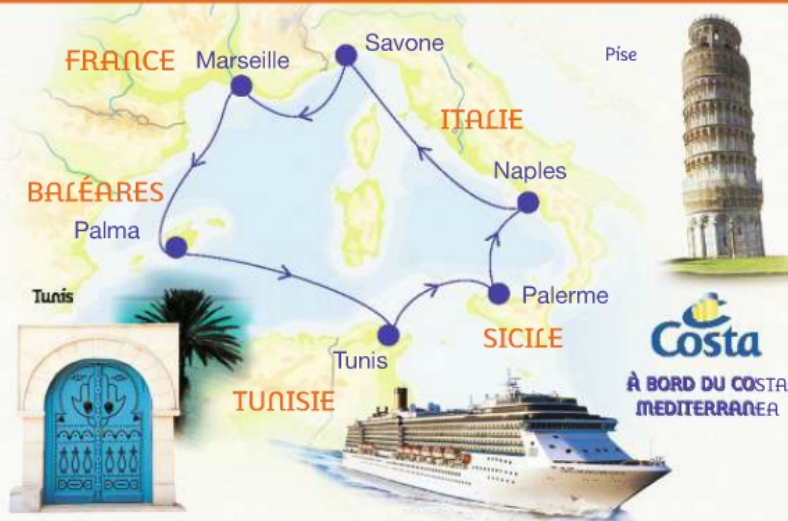 FRANCE
Marseille
Savone
Pise
ITALIE
BALÉARES
Palma
Naples
Tunis
Palerme
Tunis
SICILE
TUNISIE
Costa
À BORD DU COSTA
MEDITERRANEA